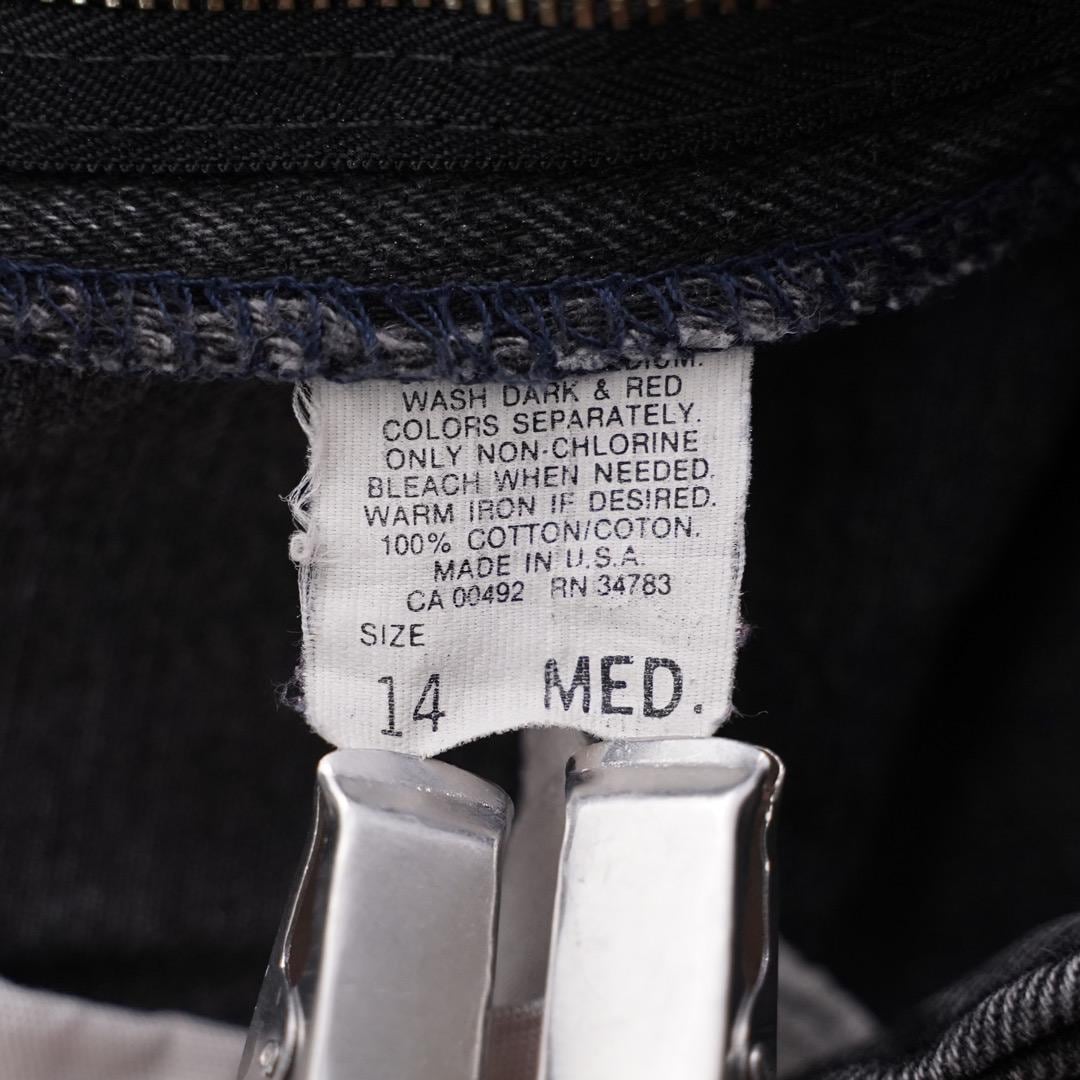 WASH DARK & RED
COLORS SEPARATELY.
ONLY NON-CHLORINE
BLEACH WHEN NEEDED.
WARM IRON IF DESIRED.
100% COTTON/COTON.
MADE IN U.S.A.
CA 00492 RN 34783
SIZE
14 MED.